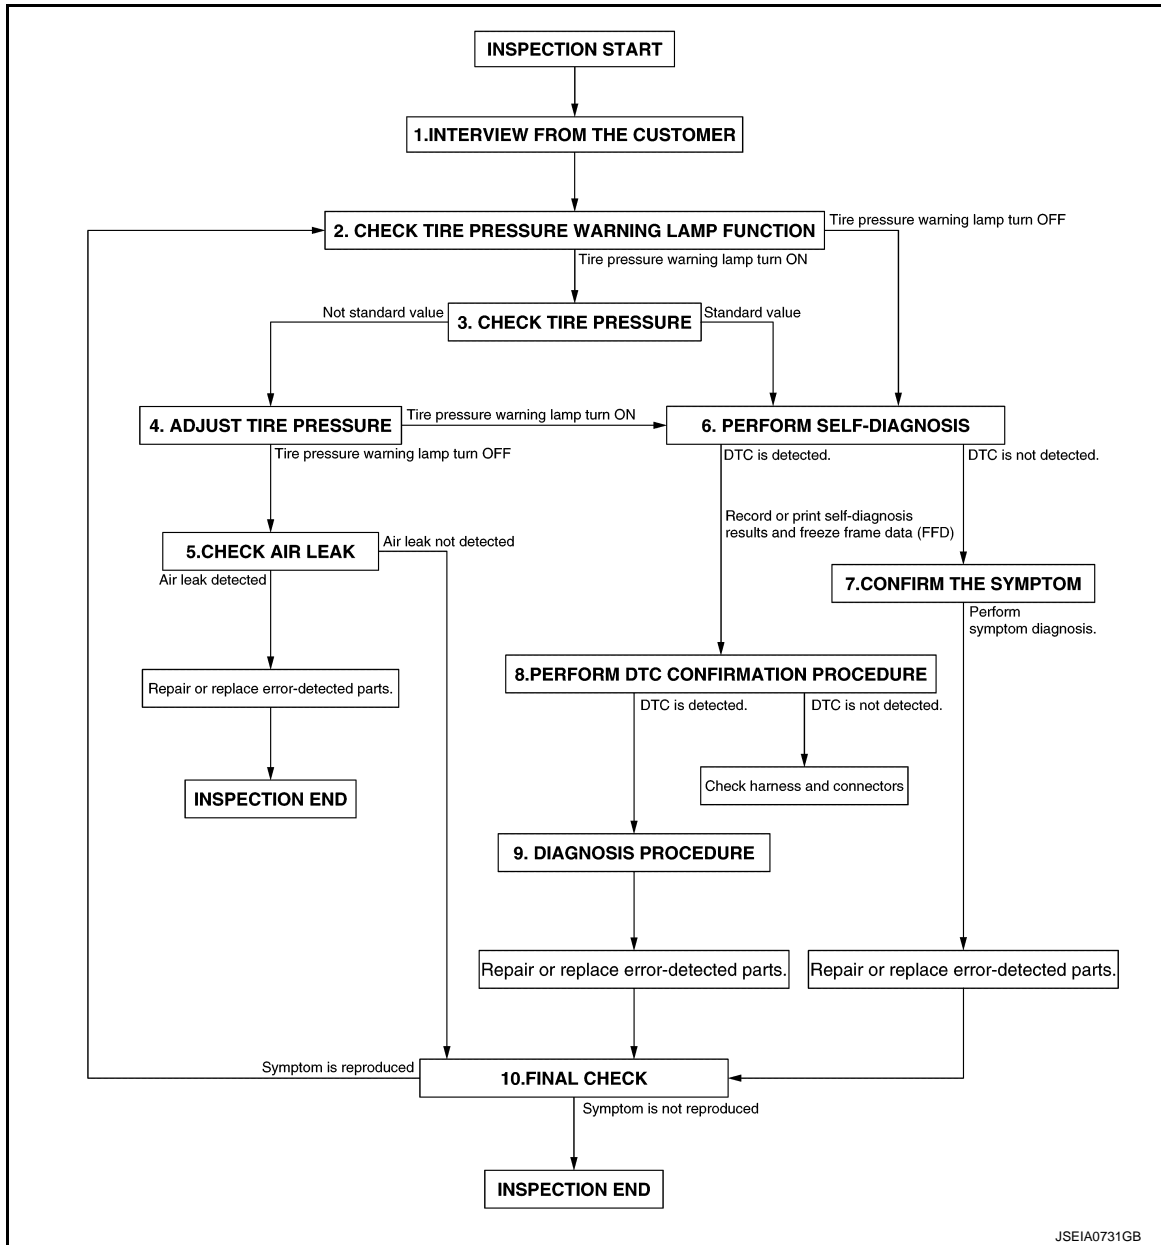 INSPECTION START
1.INTERVIEW FROM THE CUSTOMER
2. CHECK TIRE PRESSURE WARNING LAMP FUNCTION
Tire pressure warning lamp turn OFF
Tire pressure warning lamp turn ON
Not standard value
3. CHECK TIRE PRESSURE
Standard value
4. ADJUST TIRE PRESSURE
Tire pressure warning lamp turn ON
6. PERFORM SELF-DIAGNOSIS
Tire pressure warning lamp turn OFF
DTC is detected.
DTC is not detected.
Record or print self-diagnosis
results and freeze frame data (FFD)
5.CHECK AIR LEAK
Air leak not detected
Air leak detected
7.CONFIRM THE SYMPTOM
Perform
symptom diagnosis.
Repair or replace error-detected parts.
8.PERFORM DTC CONFIRMATION PROCEDURE
DTC is detected.
DTC is not detected.
INSPECTION END
Check harness and connectors
9. DIAGNOSIS PROCEDURE
Repair or replace error-detected parts.
Repair or replace error-detected parts.
Symptom is reproduced
10.FINAL CHECK
Symptom is not reproduced
INSPECTION END
JSEIA0731GB